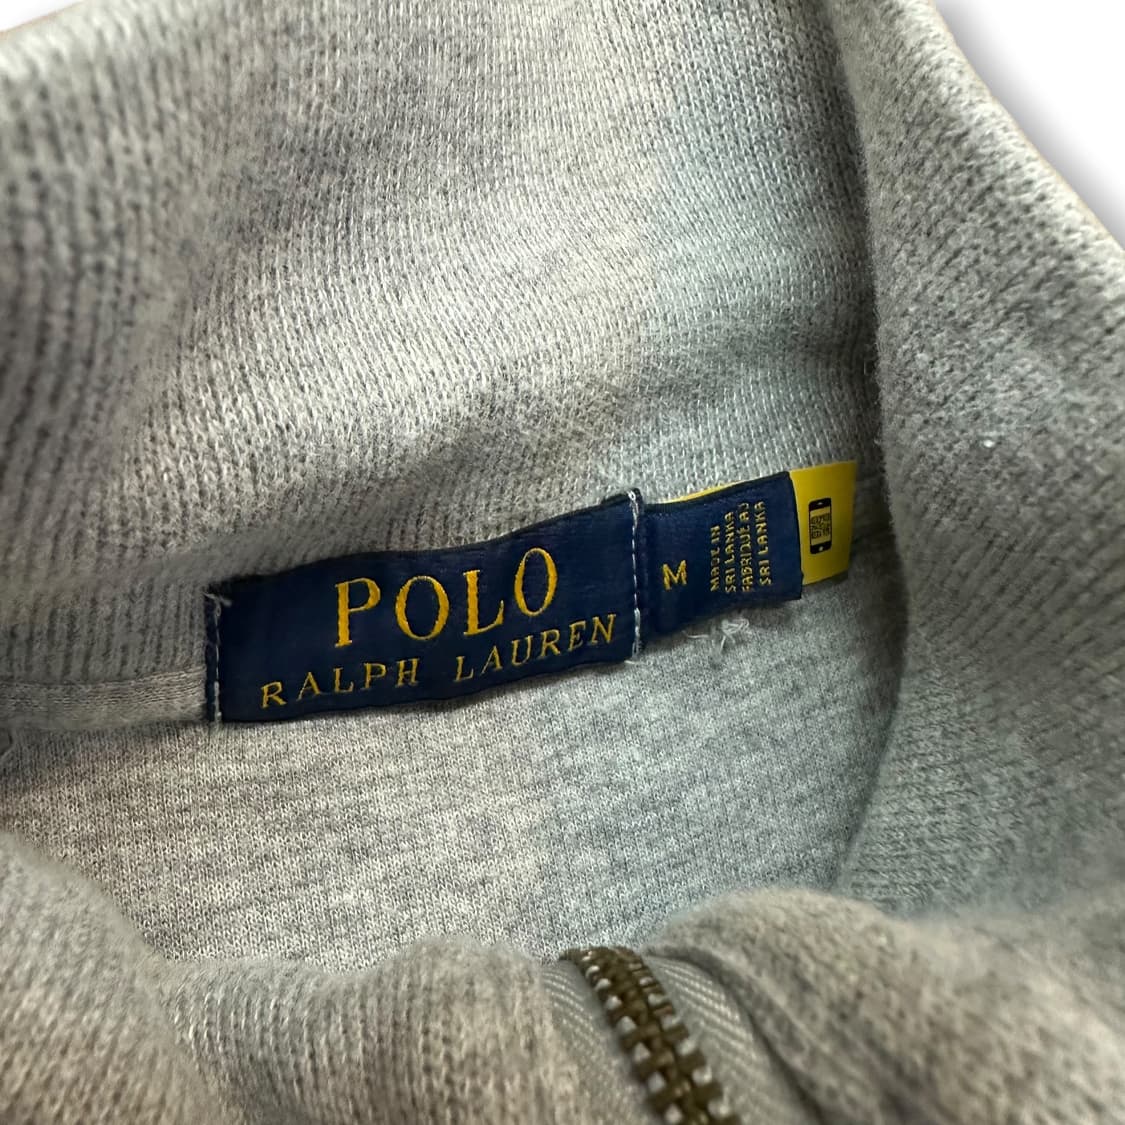 POLO
RALPH LAUREN
M
MADE IN
SRI LANKA
FABRIQUÉ AU
SRI LANKA